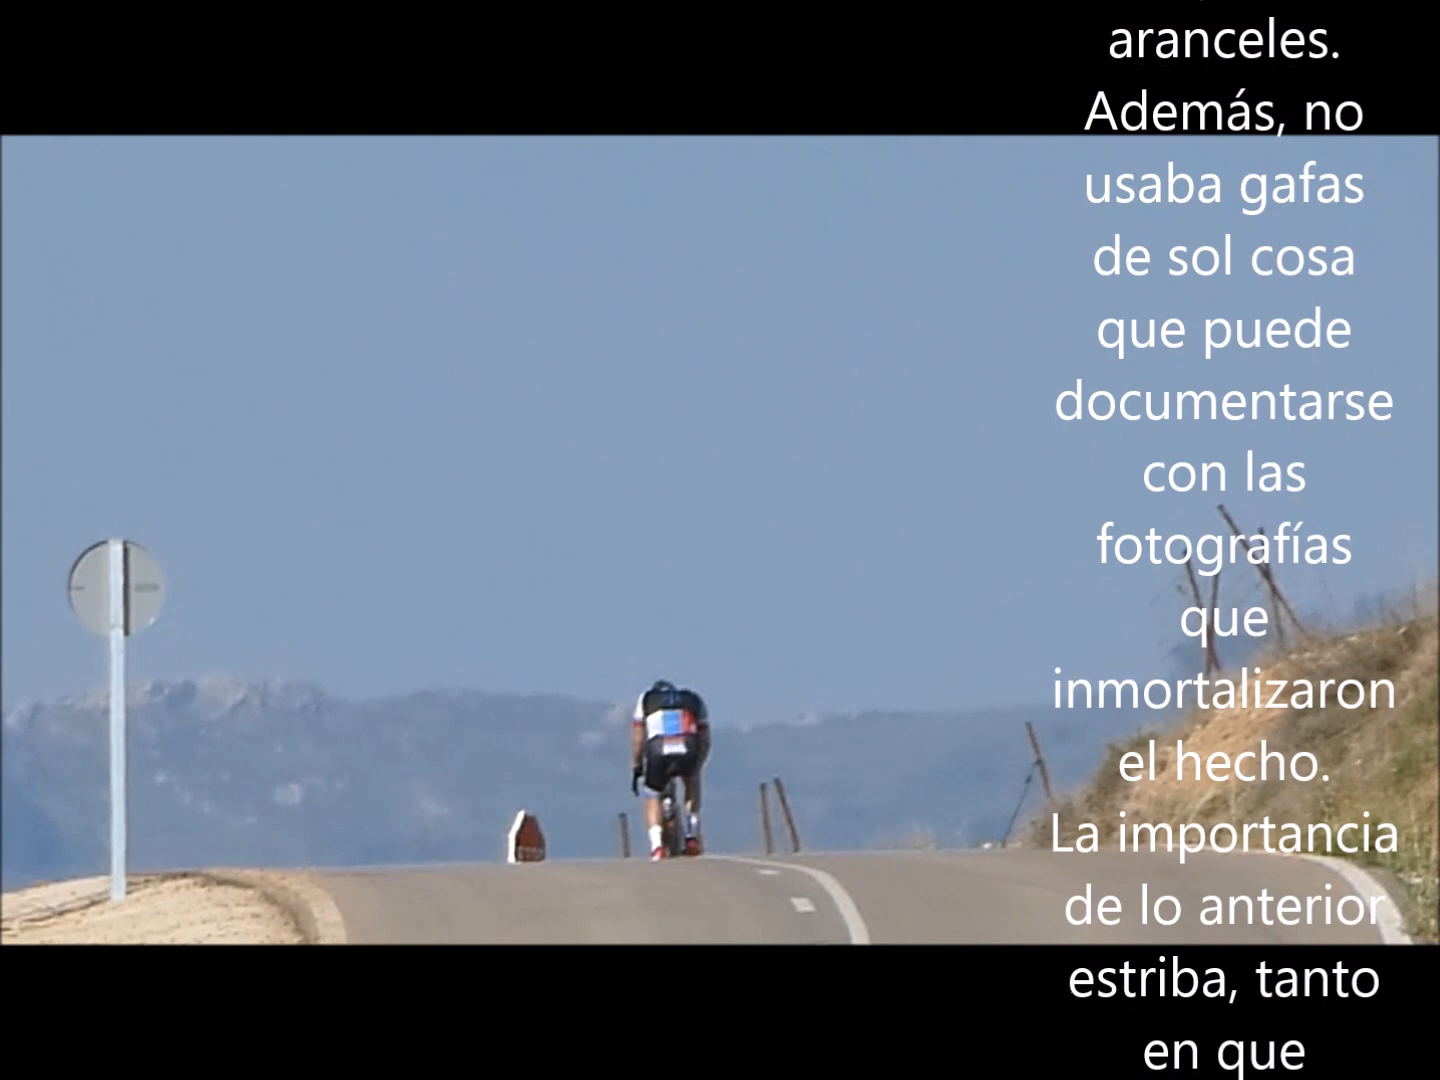 aranceles.
Además, no
usaba gafas
de sol cosa
que puede
documentarse
con las
fotografías
que
inmortalizaron
el hecho.
La importancia
de lo anterior
estriba, tanto
en que